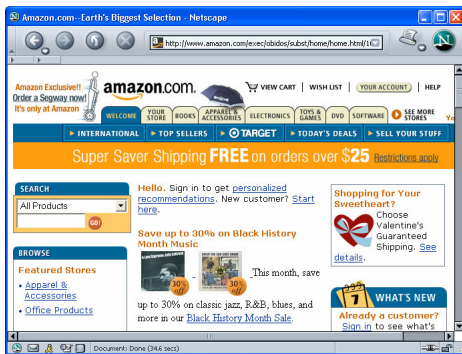 Amazon.com--Earth's Biggest Selection - Netscape
http://www.amazon.com/exec/obidos/subst/home/home.html/1
Amazon Exclusive!!
Order a Segway now!
It's only at Amazon
amazon.com.
VIEW CART | WISH LIST | YOUR ACCOUNT | HELP
WELCOME
YOUR STORE
BOOKS
APPAREL & ACCESSORIES
ELECTRONICS
TOYS & GAMES
DVD
SOFTWARE
SEE MORE STORES
INTERNATIONAL
TOP SELLERS
TARGET
TODAY'S DEALS
SELL YOUR STUFF
Super Saver Shipping FREE on orders over $25 Restrictions apply
SEARCH
All Products
GO!
BROWSE
Featured Stores
• Apparel &
Accessories
• Office Products
Hello. Sign in to get personalized
recommendations. New customer? Start
here.
Save up to 30% on Black History
Month Music
30% off
30% off
This month, save
up to 30% on classic jazz, R&B, blues, and
more in our Black History Month Sale.
Shopping for Your
Sweetheart?
Choose
Valentine's
Guaranteed
Shipping. See
details.
7
WHAT'S NEW
Already a customer?
Sign in to see what's
Document: Done (34.6 secs)